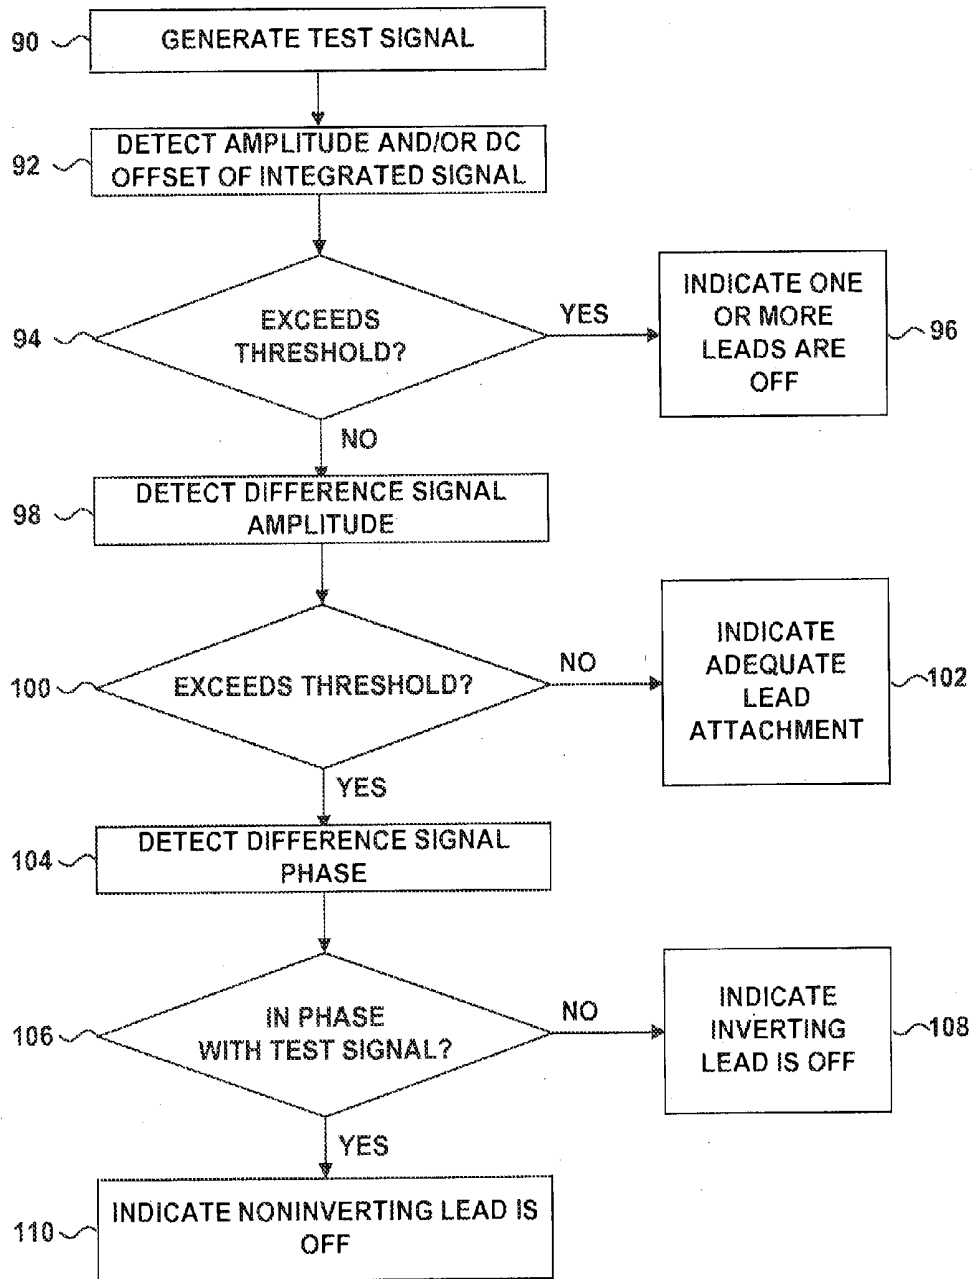 90
GENERATE TEST SIGNAL
92
DETECT AMPLITUDE AND/OR DC
OFFSET OF INTEGRATED SIGNAL
94
EXCEEDS
THRESHOLD?
YES
INDICATE ONE
OR MORE
LEADS ARE
OFF
96
NO
98
DETECT DIFFERENCE SIGNAL
AMPLITUDE
100
EXCEEDS THRESHOLD?
NO
INDICATE
ADEQUATE
LEAD
ATTACHMENT
102
YES
104
DETECT DIFFERENCE SIGNAL
PHASE
106
IN PHASE
WITH TEST SIGNAL?
NO
INDICATE
INVERTING
LEAD IS OFF
108
YES
110
INDICATE NONINVERTING LEAD IS
OFF